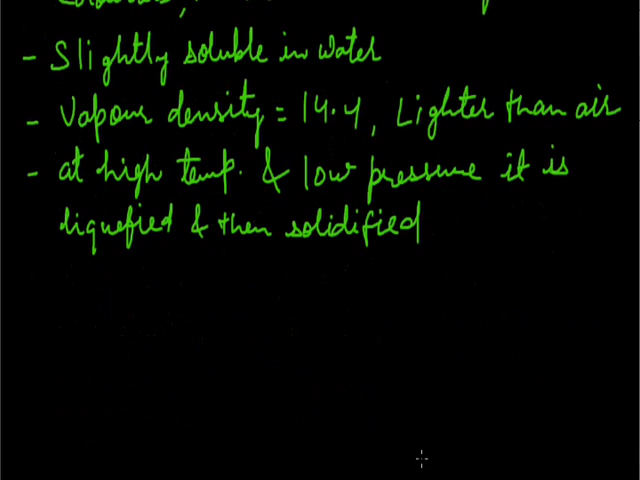 - Slightly soluble in water
- Vapour density = 14.4, Lighter than air
- at high temp. & low pressure it is
liquefied & then solidified